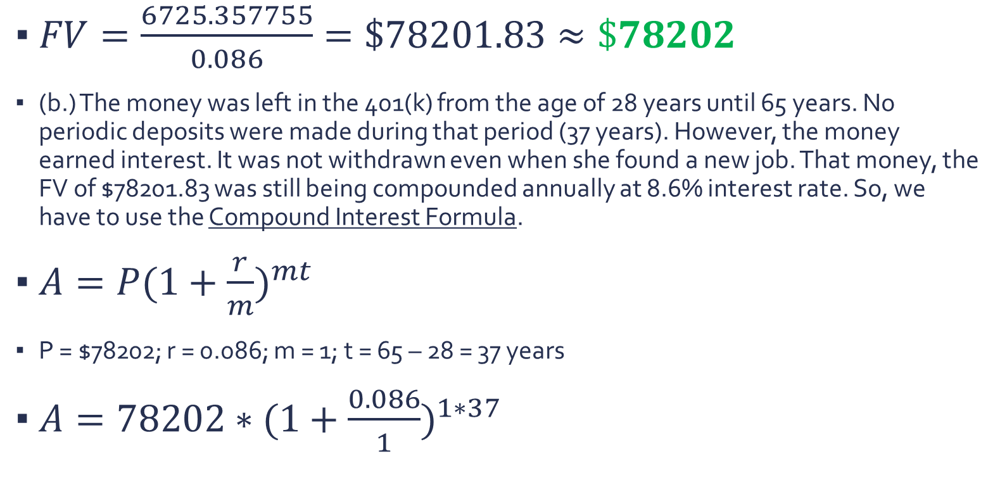 ▪ FV = 6725.357755/0.086 = $78201.83 ≈ $78202
▪ (b.) The money was left in the 401(k) from the age of 28 years until 65 years. No
periodic deposits were made during that period (37 years). However, the money
earned interest. It was not withdrawn even when she found a new job. That money, the
FV of $78201.83 was still being compounded annually at 8.6% interest rate. So, we
have to use the Compound Interest Formula.
▪ A = P(1 + r/m)^mt
▪ P = $78202; r = 0.086; m = 1; t = 65 – 28 = 37 years
▪ A = 78202 * (1 + 0.086/1)^1*37